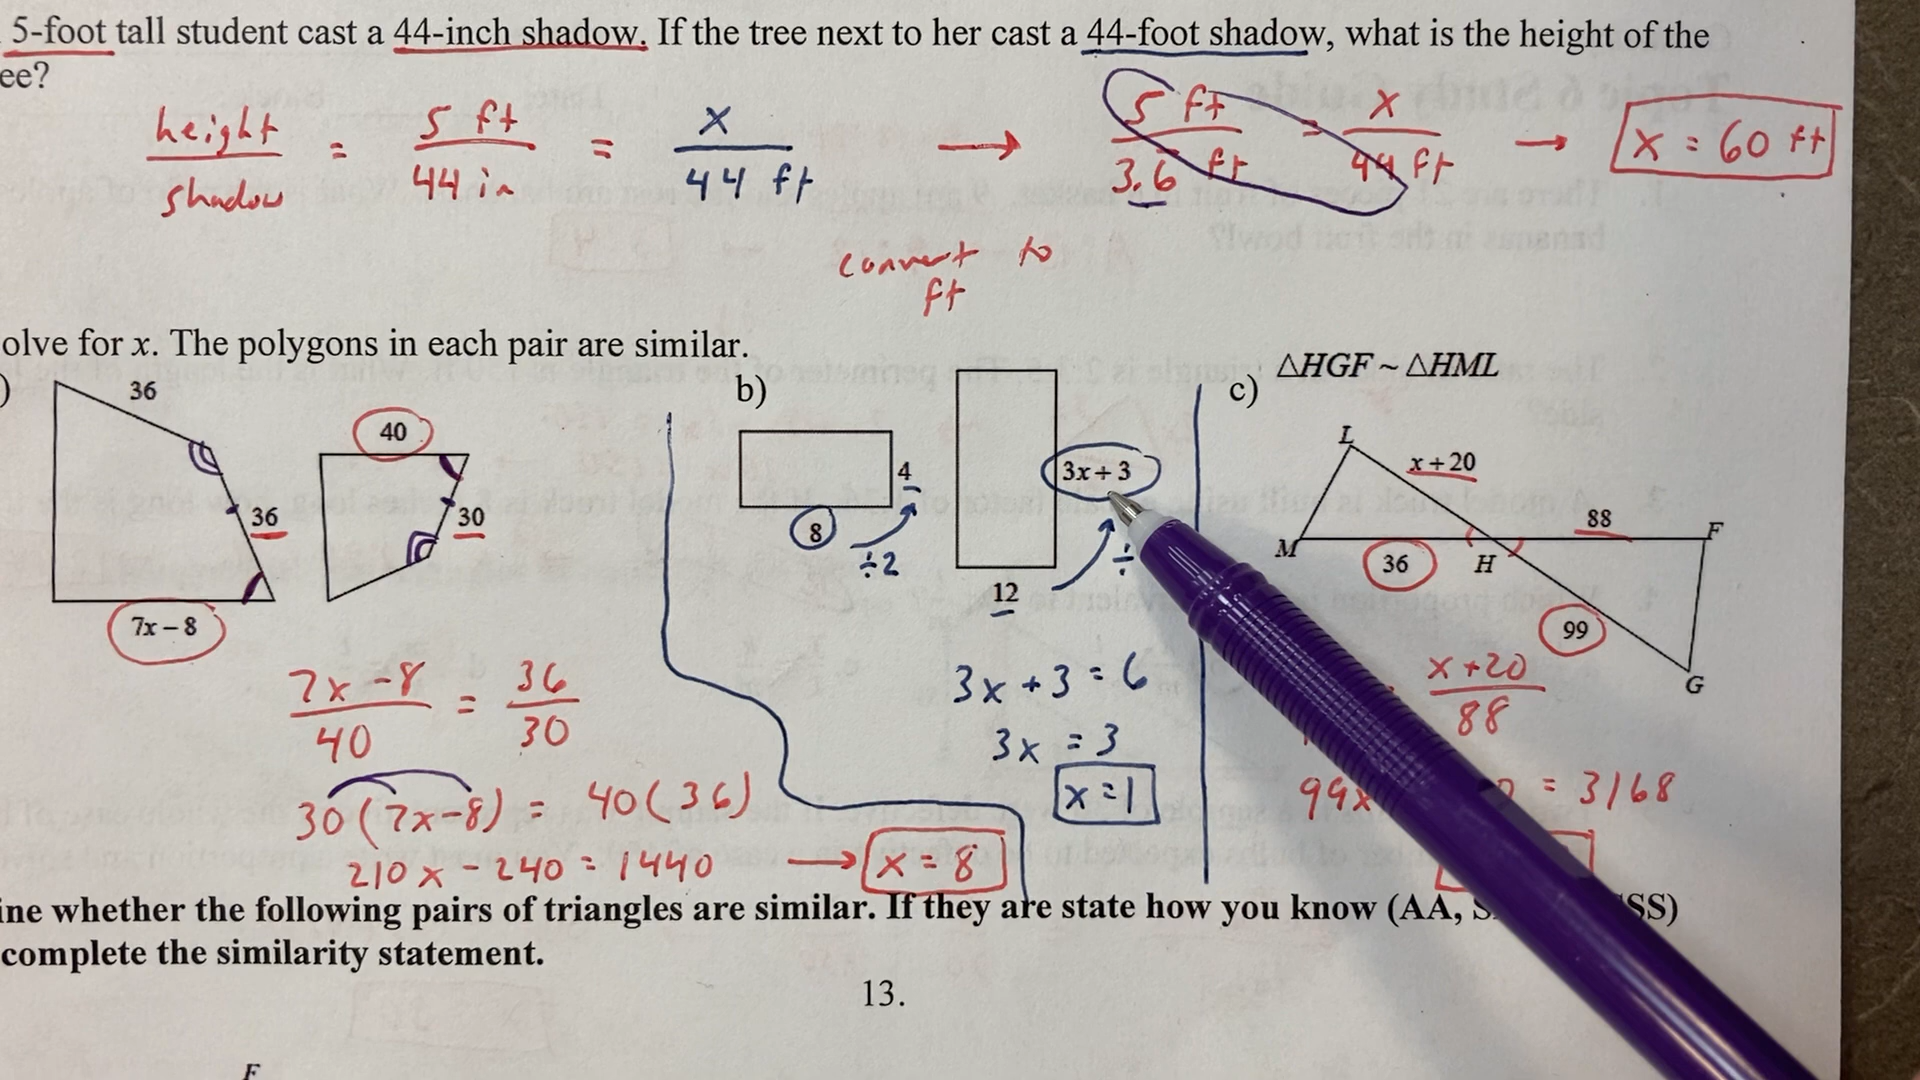 5-foot tall student cast a 44-inch shadow. If the tree next to her cast a 44-foot shadow, what is the height of the
ee?
height
shadow
= 5 ft
44 in
= x
44 ft
→ 5 ft
3.6 ft
= x
44 ft
→ x = 60 ft
convert to
ft
olve for x. The polygons in each pair are similar.
)
36
36
7x – 8
40
30
7x - 8
40
= 36
30
30 (7x-8) = 40(36)
210x - 240 = 1440 → x = 8
b)
4
8
÷2
3x + 3
12
÷
3x + 3 = 6
3x = 3
x = 1
c)
△HGF ~ △HML
L
x + 20
88
F
M
36
H
99
G
x +20
88
99x
= 3168
ine whether the following pairs of triangles are similar. If they are state how you know (AA, S SS)
complete the similarity statement.
13.
F